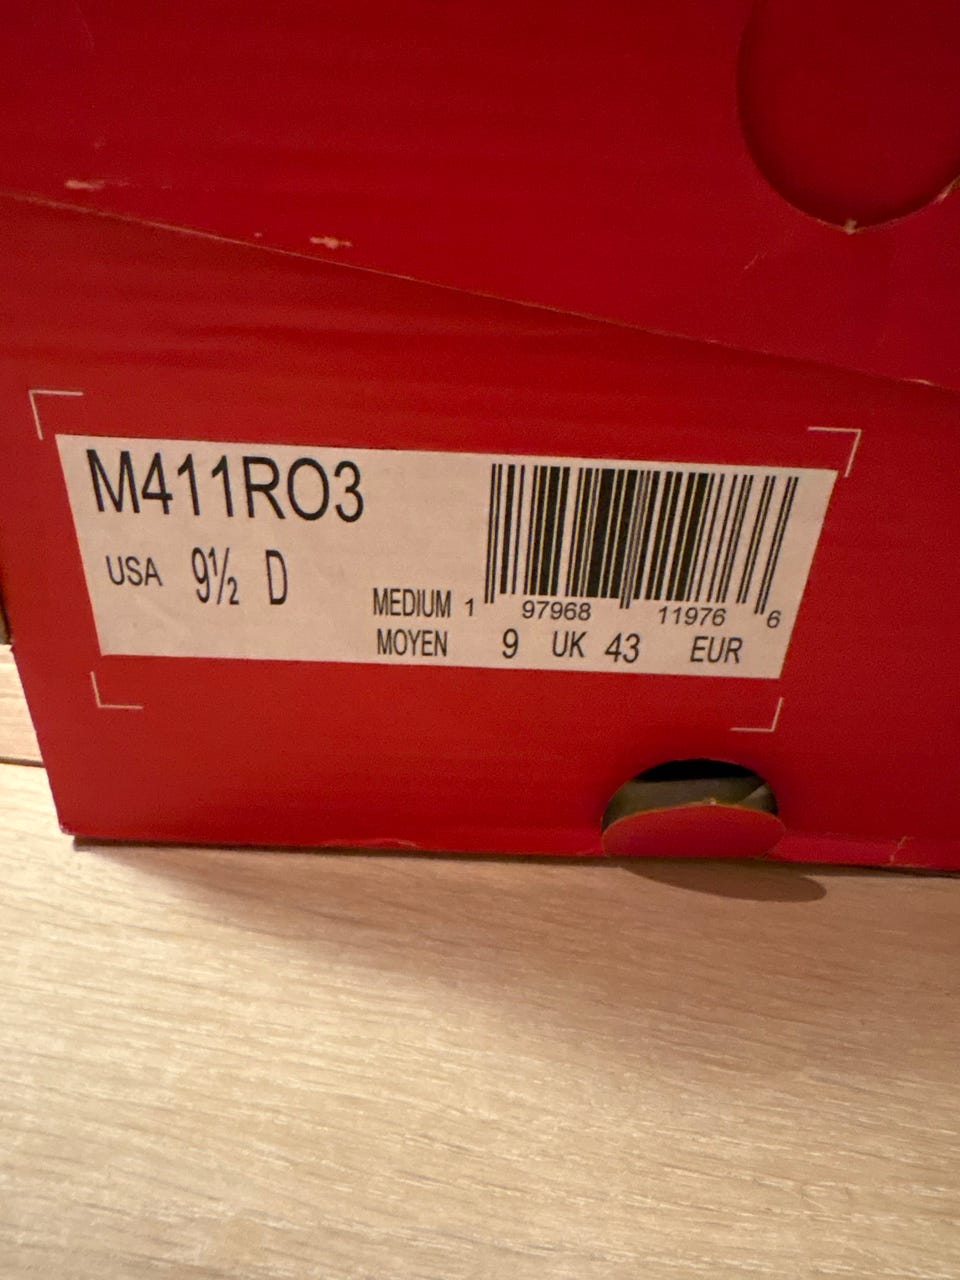 M411RO3
USA 9½ D
MEDIUM 1 97968 11976 6
MOYEN 9 UK 43 EUR